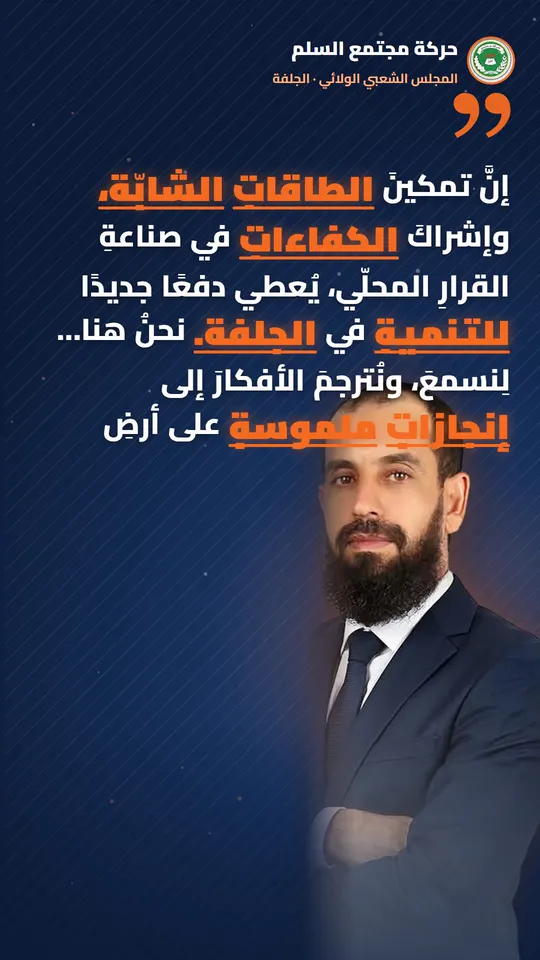 حركة مجتمع السلم
المجلس الشعبي الولائي · الجلفة
إنَّ تمكينَ الطاقاتِ الشابّة،
وإشراكَ الكفاءاتِ في صناعةِ
القرارِ المحلّي، يُعطي دفعًا جديدًا
للتنميةِ في الجلفة. نحنُ هنا...
لِنسمعَ، ونُترجمَ الأفكارَ إلى
إنجازاتٍ ملموسةٍ على أرضِ